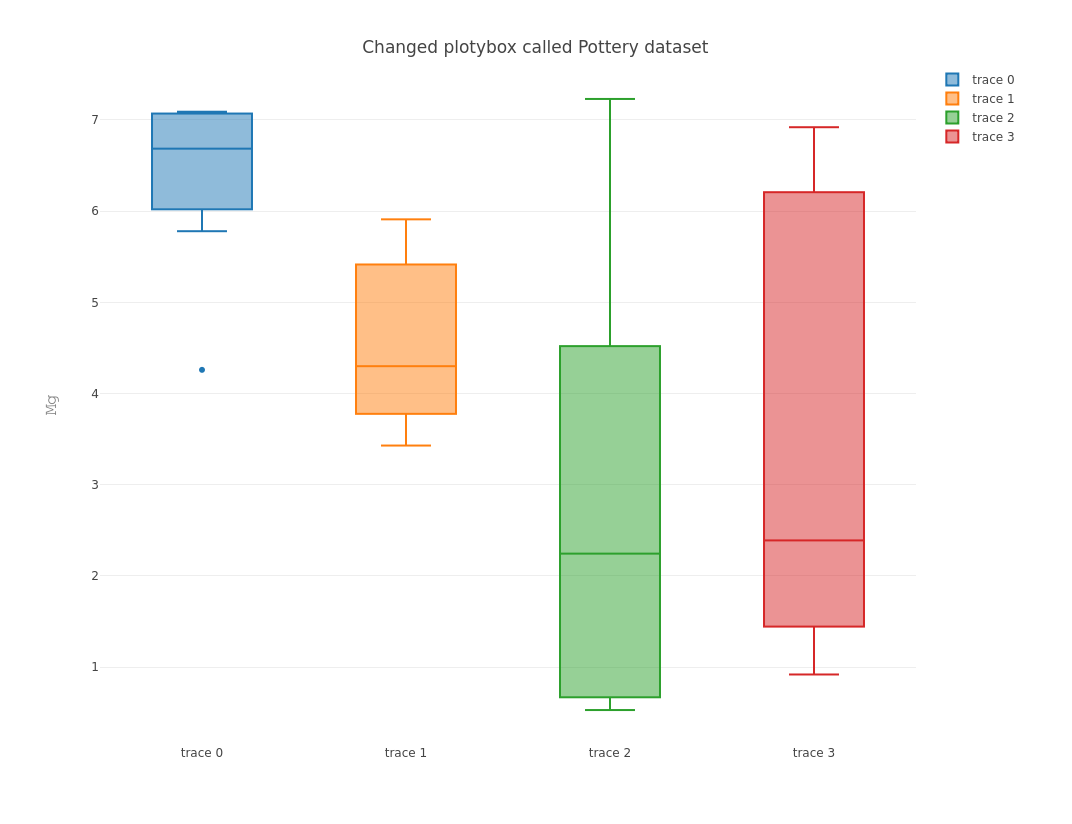 Changed plotybox called Pottery dataset
trace 0
trace 1
trace 2
trace 3
7
6
5
4
3
2
1
Mg
trace 0
trace 1
trace 2
trace 3